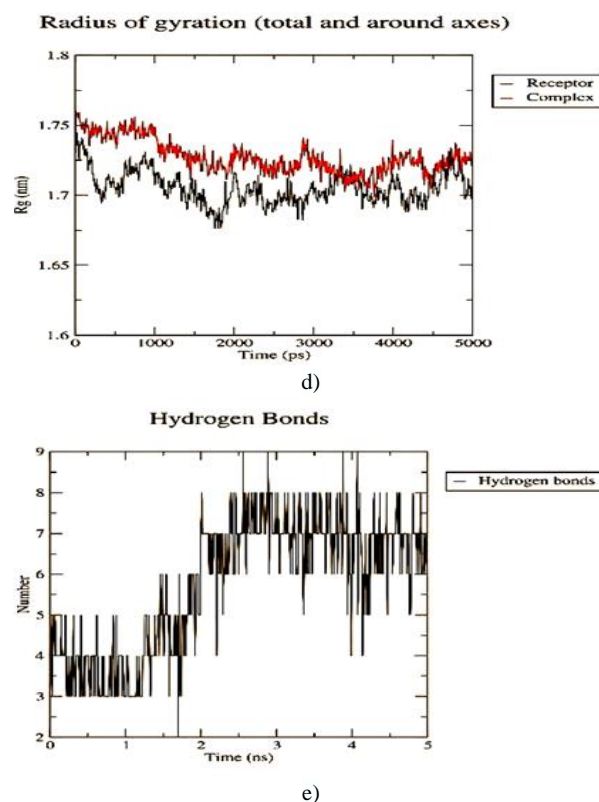 Radius of gyration (total and around axes)
1.8
1.75
1.7
1.65
1.6
Rg (nm)
0 1000 2000 3000 4000 5000
Time (ps)
Receptor
Complex
d)
Hydrogen Bonds
9
8
7
6
5
4
3
2
Number
0 1 2 3 4 5
Time (ns)
Hydrogen bonds
e)